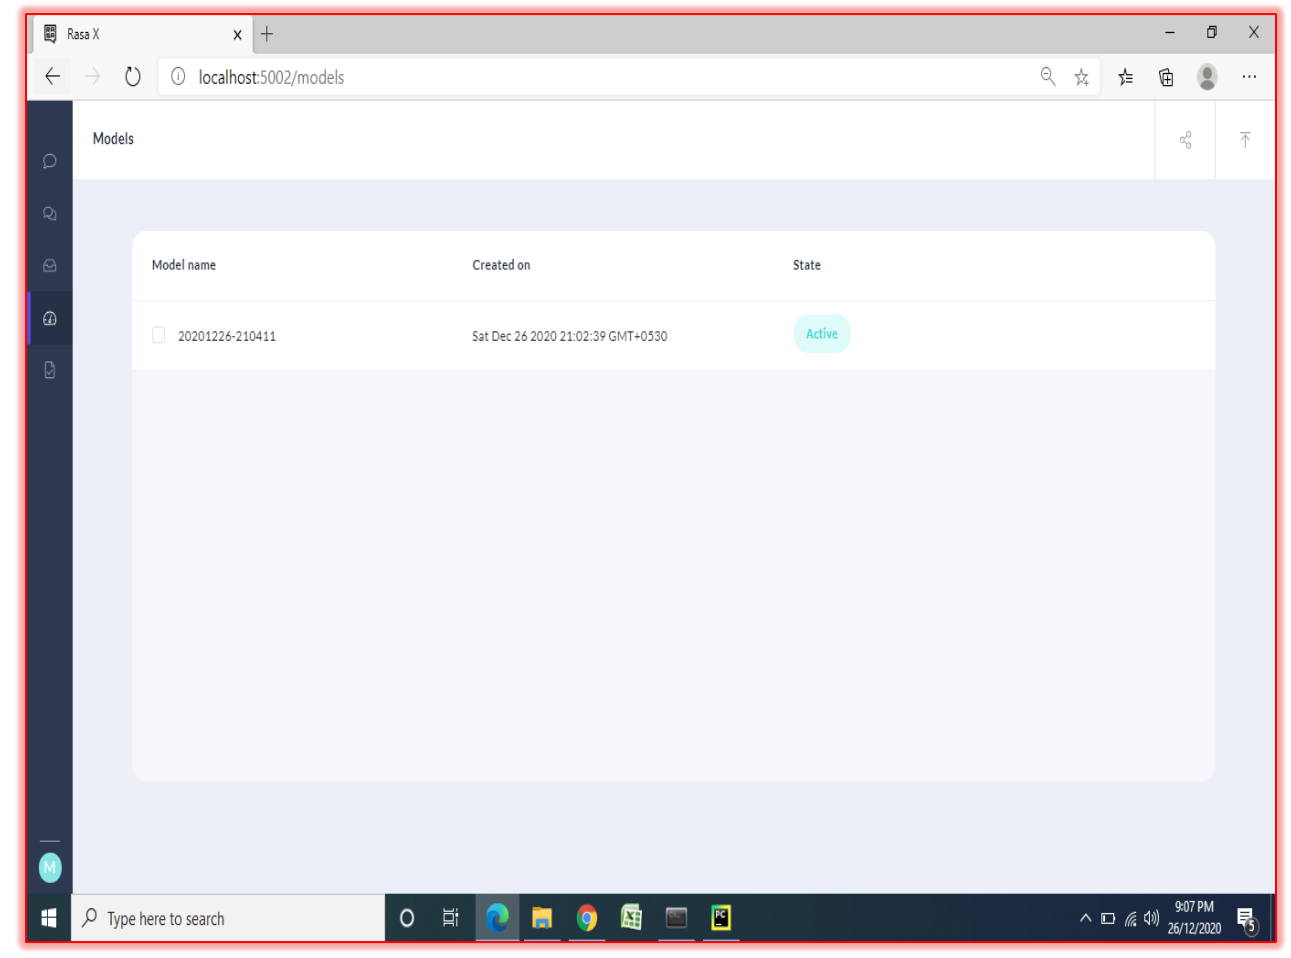 Rasa X
localhost:5002/models
Models
Model name Created on State
20201226-210411 Sat Dec 26 2020 21:02:39 GMT+0530 Active
M
Type here to search
9:07 PM
26/12/2020
5
PC